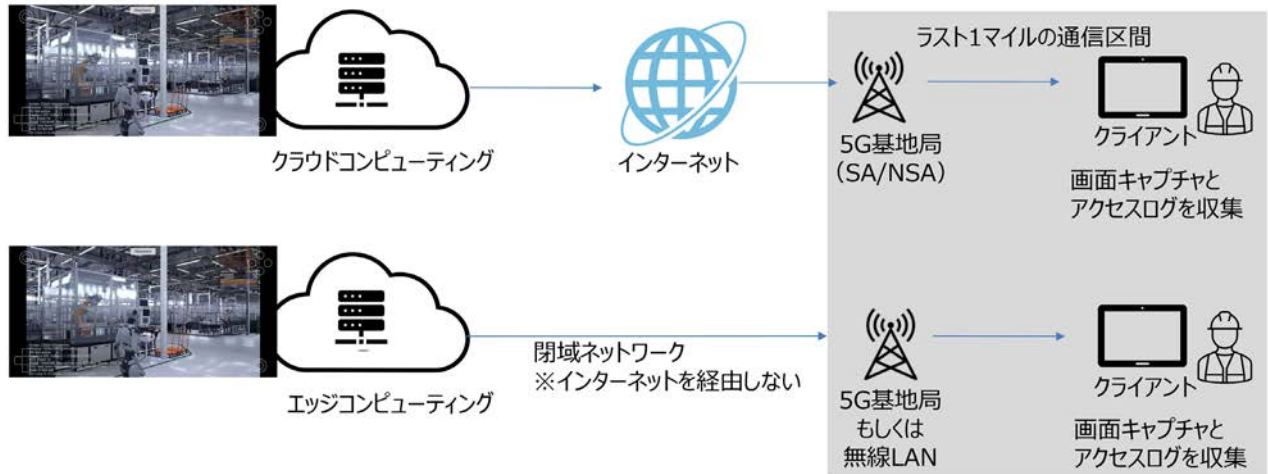 ラスト1マイルの通信区間
クラウドコンピューティング
インターネット
5G基地局
(SA/NSA)
クライアント
画面キャプチャと
アクセスログを収集
エッジコンピューティング
閉域ネットワーク
※インターネットを経由しない
5G基地局
もしくは
無線LAN
クライアント
画面キャプチャと
アクセスログを収集